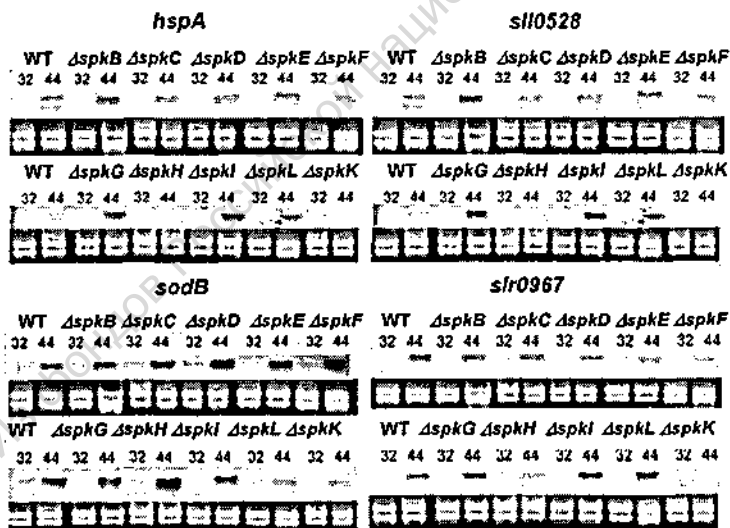 hspA
sll0528
WT ΔspkB ΔspkC ΔspkD ΔspkE ΔspkF
32 44 32 44 32 44 32 44 32 44 32 44
WT ΔspkB ΔspkC ΔspkD ΔspkE ΔspkF
32 44 32 44 32 44 32 44 32 44 32 44
WT ΔspkG ΔspkH ΔspkI ΔspkL ΔspkK
32 44 32 44 32 44 32 44 32 44 32 44
WT ΔspkG ΔspkH ΔspkI ΔspkL ΔspkK
32 44 32 44 32 44 32 44 32 44 32 44
sodB
slr0967
WT ΔspkB ΔspkC ΔspkD ΔspkE ΔspkF
32 44 32 44 32 44 32 44 32 44 32 44
WT ΔspkB ΔspkC ΔspkD ΔspkE ΔspkF
32 44 32 44 32 44 32 44 32 44 32 44
WT ΔspkG ΔspkH ΔspkI ΔspkL ΔspkK
32 44 32 44 32 44 32 44 32 44 32 44
WT ΔspkG ΔspkH ΔspkI ΔspkL ΔspkK
32 44 32 44 32 44 32 44 32 44 32 44